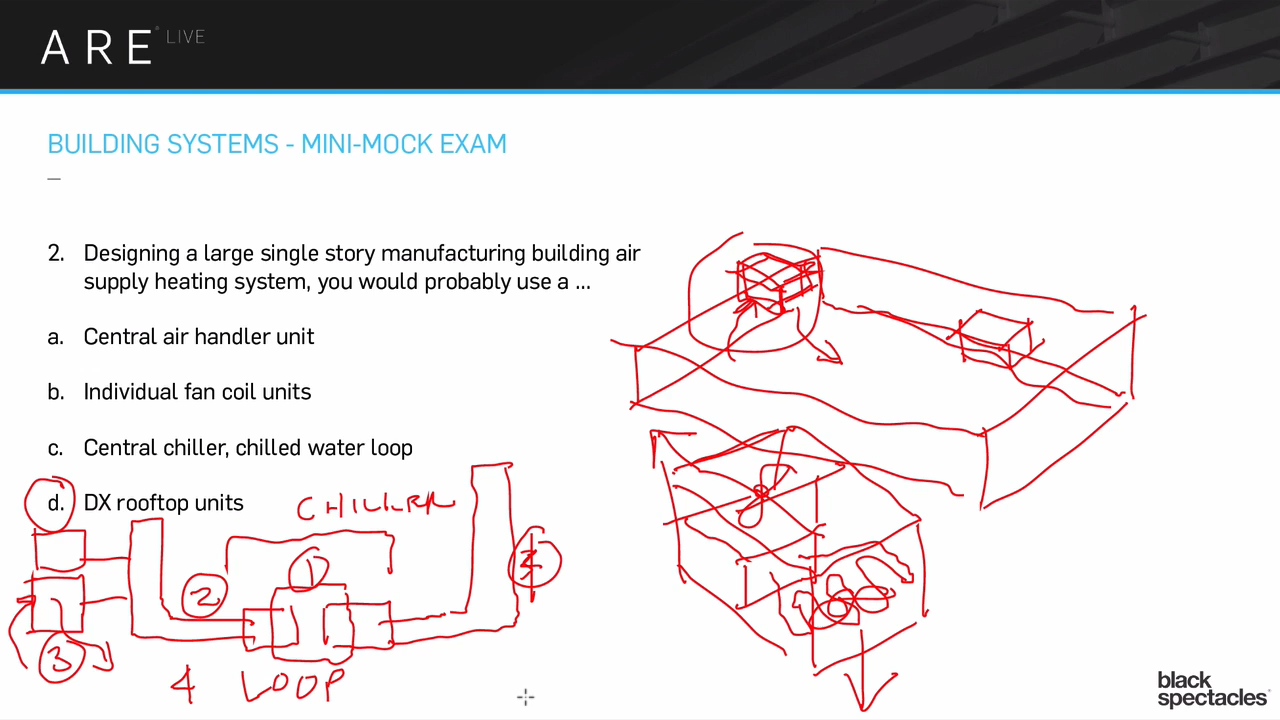 ARE® LIVE
BUILDING SYSTEMS - MINI-MOCK EXAM
2. Designing a large single story manufacturing building air
supply heating system, you would probably use a ...
a. Central air handler unit
b. Individual fan coil units
c. Central chiller, chilled water loop
d. DX rooftop units
CHILLER
1
2
3
4 LOOP
black
spectacles